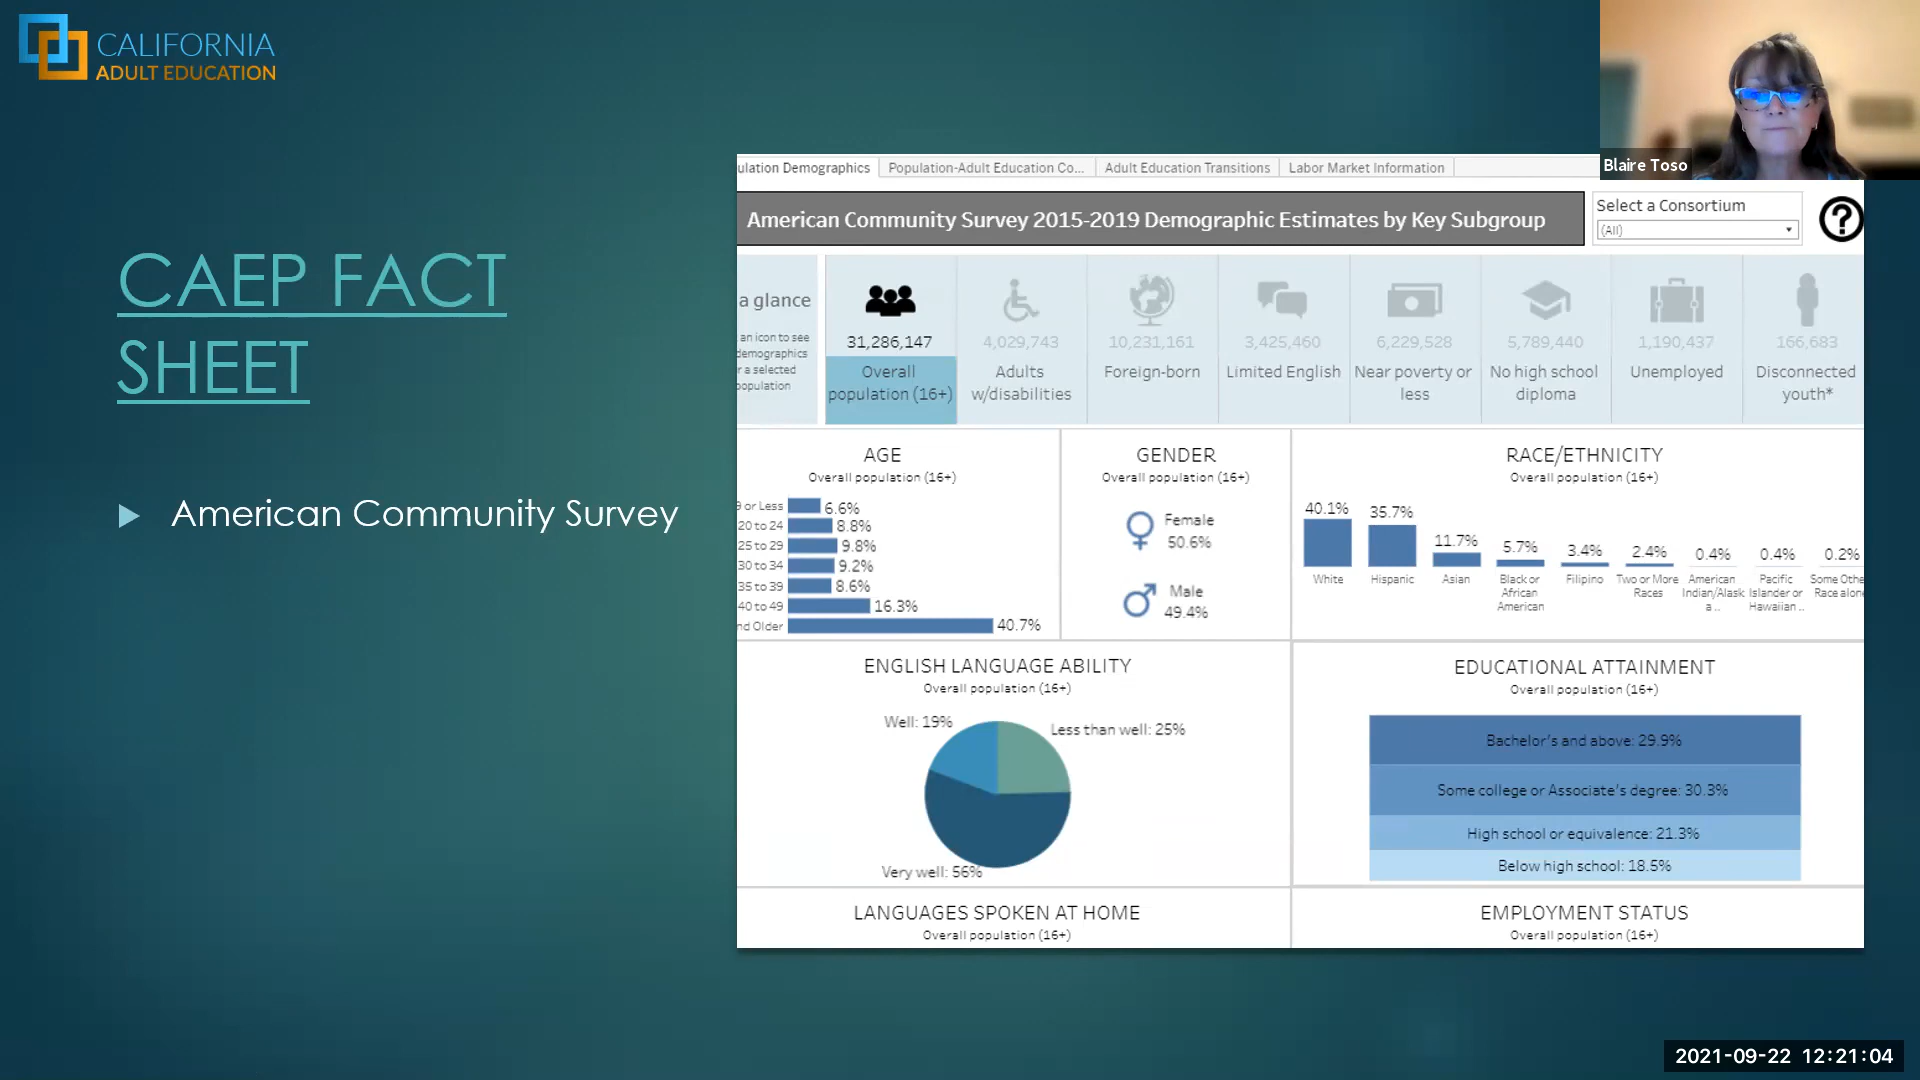 CALIFORNIA
ADULT EDUCATION
Blaire Toso
CAEP FACT
SHEET
American Community Survey
ulation Demographics
Population-Adult Education Co...
Adult Education Transitions
Labor Market Information
American Community Survey 2015-2019 Demographic Estimates by Key Subgroup
Select a Consortium
(All)
?
a glance
an icon to see
demographics
r a selected
population
31,286,147
Overall
population (16+)
4,029,743
Adults
w/disabilities
10,231,161
Foreign-born
3,425,460
Limited English
6,229,528
Near poverty or
less
5,789,440
No high school
diploma
1,190,437
Unemployed
166,683
Disconnected
youth*
AGE
Overall population (16+)
9 or Less 6.6%
20 to 24 8.8%
25 to 29 9.8%
30 to 34 9.2%
35 to 39 8.6%
40 to 49 16.3%
nd Older 40.7%
GENDER
Overall population (16+)
Female
50.6%
Male
49.4%
RACE/ETHNICITY
Overall population (16+)
40.1%
White
35.7%
Hispanic
11.7%
Asian
5.7%
Black or
African
American
3.4%
Filipino
2.4%
Two or More
Races
0.4%
American
Indian/Alask
a ..
0.4%
Pacific
Islander or
Hawaiian ..
0.2%
Some Othe
Race alone
ENGLISH LANGUAGE ABILITY
Overall population (16+)
Well: 19%
Less than well: 25%
Very well: 56%
EDUCATIONAL ATTAINMENT
Overall population (16+)
Bachelor's and above: 29.9%
Some college or Associate's degree: 30.3%
High school or equivalence: 21.3%
Below high school: 18.5%
LANGUAGES SPOKEN AT HOME
Overall population (16+)
EMPLOYMENT STATUS
Overall population (16+)
2021-09-22 12:21:04